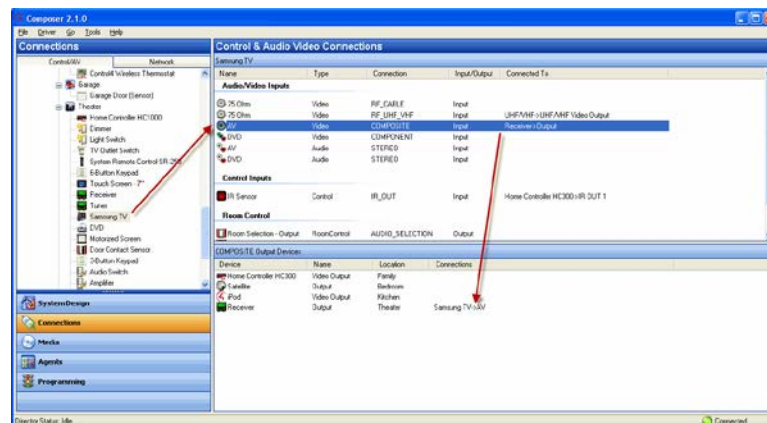 Composer 2.1.0
File Driver Go Tools Help
Connections
Control/AV Network
Control4 Wireless Thermostat
Garage
Garage Door (Sensor)
Theater
Home Controller HC1000
Dimmer
Light Switch
TV Outlet Switch
System Remote Control SR-250
6-Button Keypad
Touch Screen - 7"
Receiver
Tuner
Samsung TV
DVD
Motorized Screen
Door Contact Sensor
3-Button Keypad
Audio Switch
Amplifier
System Design
Connections
Media
Agents
Programming
Control & Audio Video Connections
Samsung TV
Name Type Connection Input/Output Connected To
Audio/Video Inputs
75 Ohm Video RF_CABLE Input
75 Ohm Video RF_UHF_VHF Input UHF/VHF->UHF/VHF Video Output
AV Video COMPOSITE Input Receiver->Output
DVD Video COMPONENT Input
AV Audio STEREO Input
DVD Audio STEREO Input
Control Inputs
IR Sensor Control IR_OUT Input Home Controller HC300->IR OUT 1
Room Control
Room Selection - Output RoomControl AUDIO_SELECTION Output
COMPOSITE Output Devices
Device Name Location Connections
Home Controller HC300 Video Output Family
Satellite Output Bedroom
iPod Video Output Kitchen
Receiver Output Theater Samsung TV->AV
Director Status: Idle Connected